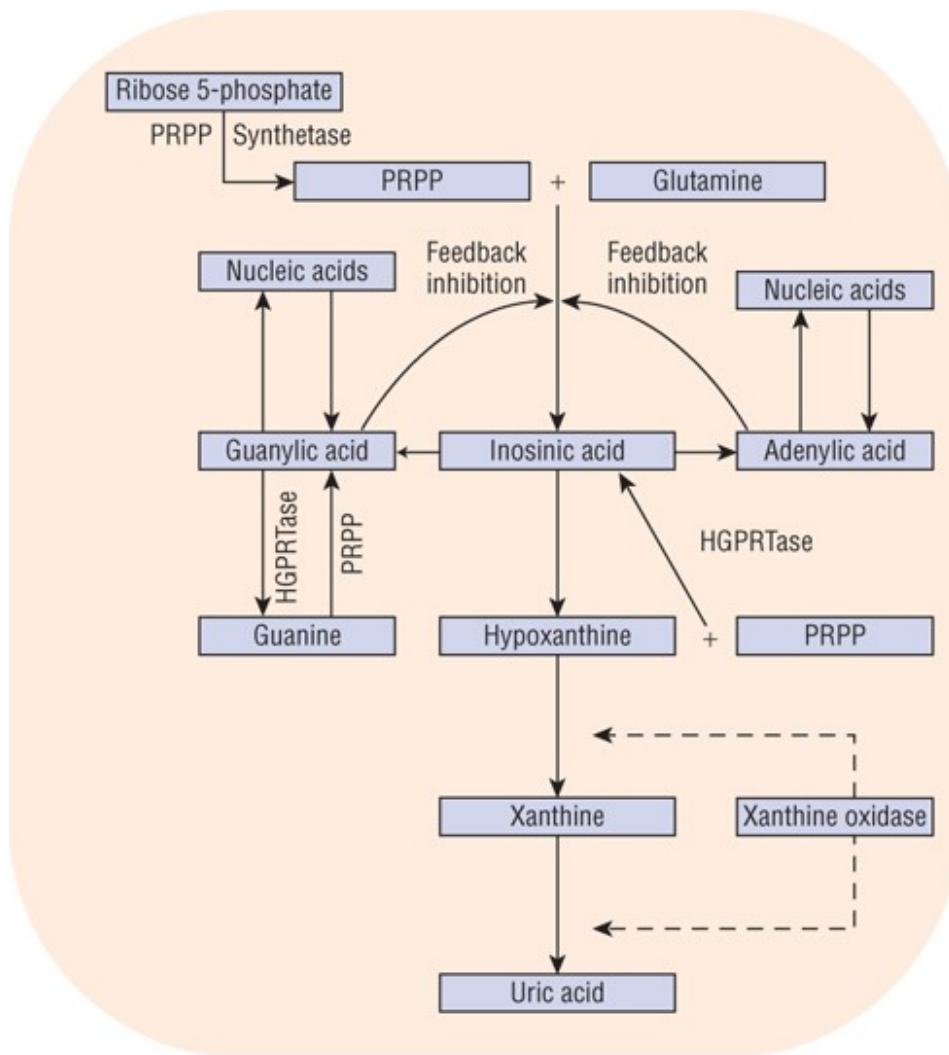 Ribose 5-phosphate
PRPP Synthetase
PRPP + Glutamine
Feedback
inhibition
Feedback
inhibition
Nucleic acids
Nucleic acids
Guanylic acid
Inosinic acid
Adenylic acid
HGPRTase
PRPP
HGPRTase
Guanine
Hypoxanthine
+ PRPP
Xanthine
Xanthine oxidase
Uric acid